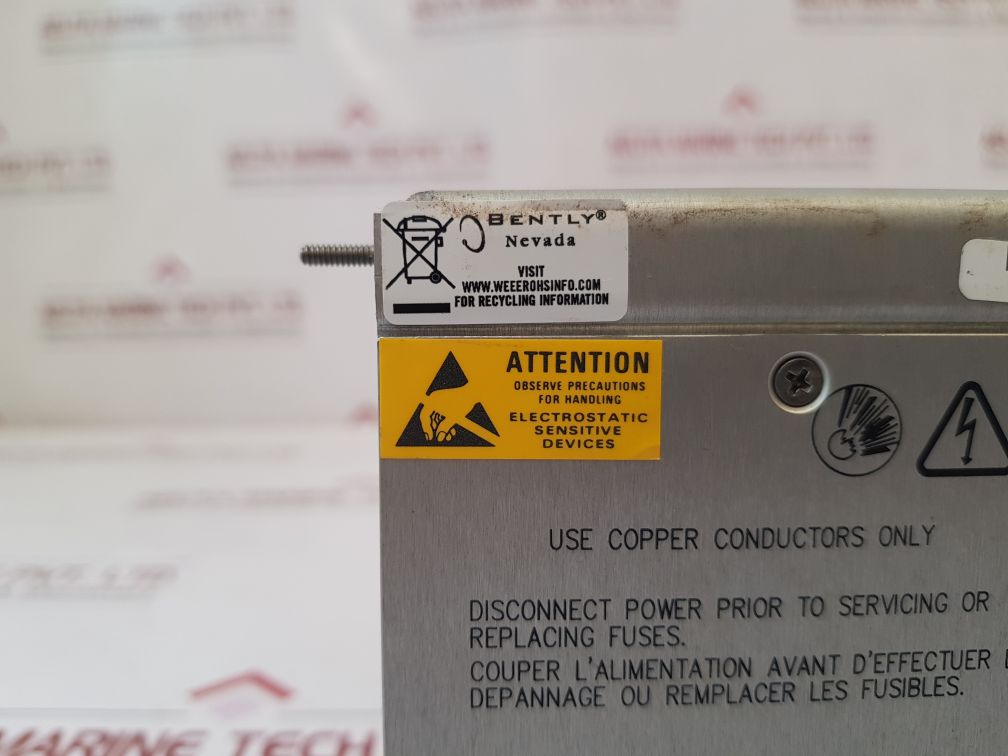 BENTLY®
Nevada
VISIT
WWW.WEEEROHSINFO.COM
FOR RECYCLING INFORMATION
ATTENTION
OBSERVE PRECAUTIONS
FOR HANDLING
ELECTROSTATIC
SENSITIVE
DEVICES
USE COPPER CONDUCTORS ONLY
DISCONNECT POWER PRIOR TO SERVICING OR
REPLACING FUSES.
COUPER L'ALIMENTATION AVANT D'EFFECTUER
DEPANNAGE OU REMPLACER LES FUSIBLES.
MARINE TECH